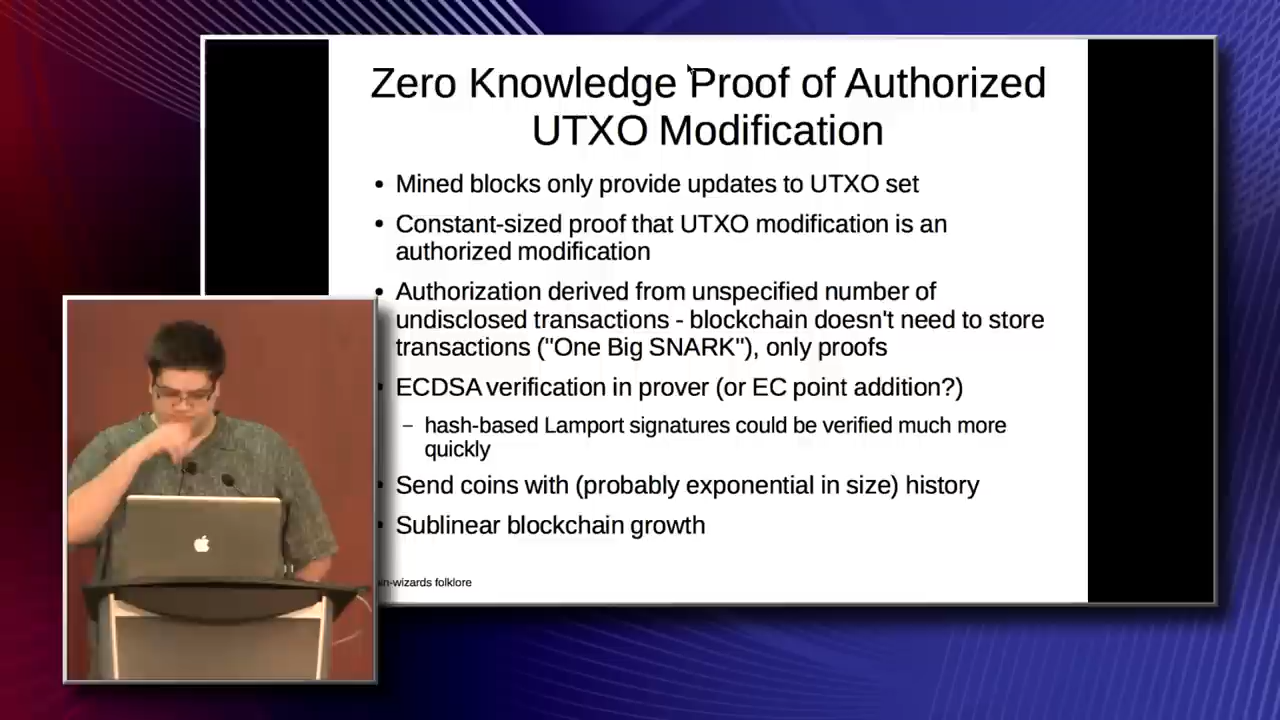 Zero Knowledge Proof of Authorized
UTXO Modification
• Mined blocks only provide updates to UTXO set
• Constant-sized proof that UTXO modification is an
authorized modification
• Authorization derived from unspecified number of
undisclosed transactions - blockchain doesn't need to store
transactions ("One Big SNARK"), only proofs
• ECDSA verification in prover (or EC point addition?)
– hash-based Lamport signatures could be verified much more
quickly
• Send coins with (probably exponential in size) history
• Sublinear blockchain growth
in-wizards folklore